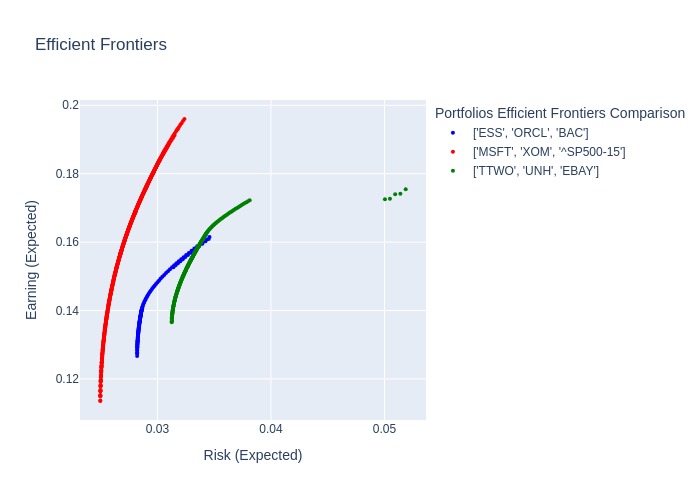 Efficient Frontiers
Portfolios Efficient Frontiers Comparison
['ESS', 'ORCL', 'BAC']
['MSFT', 'XOM', '^SP500-15']
['TTWO', 'UNH', 'EBAY']
Earning (Expected)
0.2
0.18
0.16
0.14
0.12
0.03
0.04
0.05
Risk (Expected)